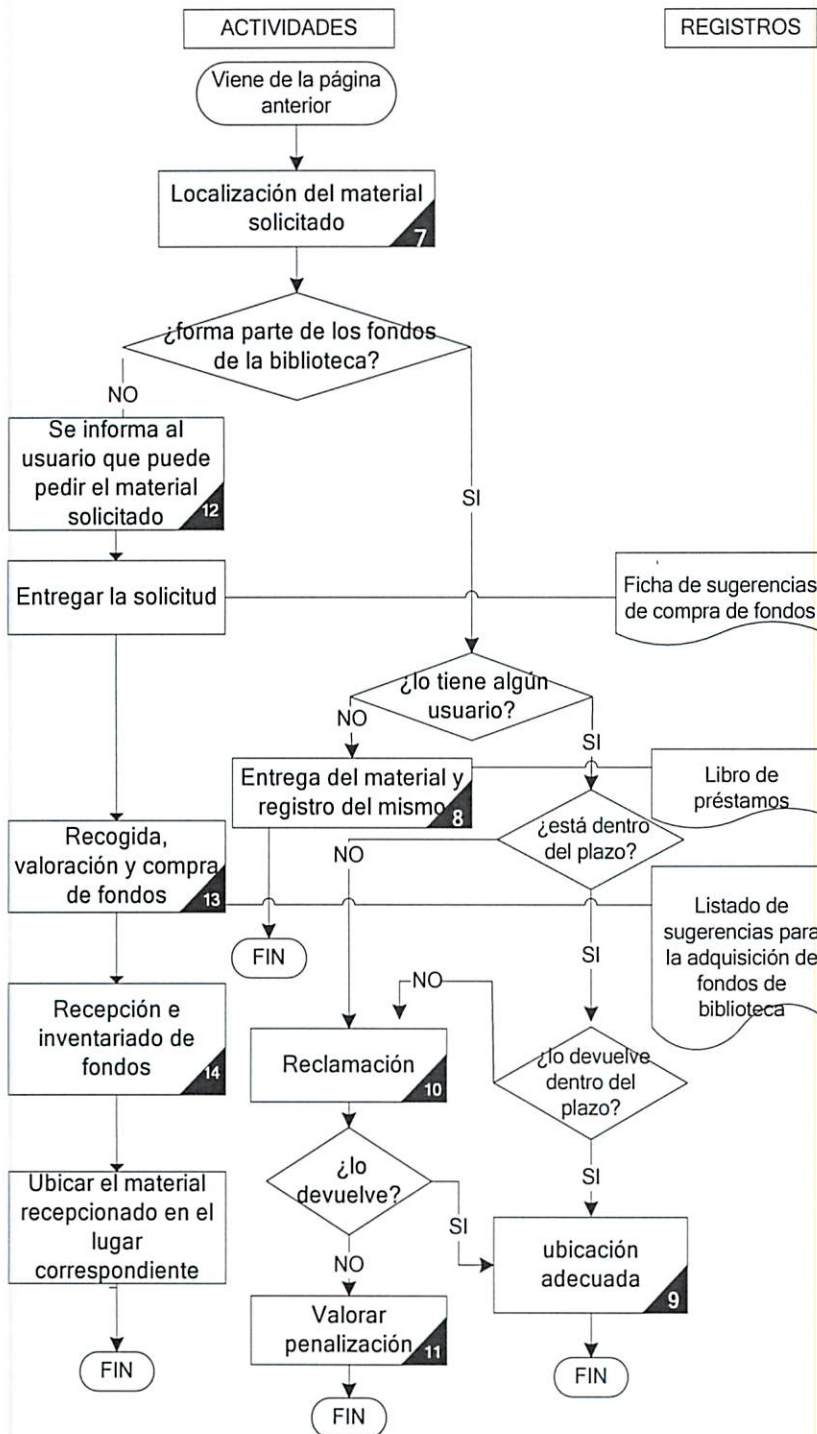 ACTIVIDADES
REGISTROS
Viene de la página
anterior
Localización del material
solicitado
7
¿forma parte de los fondos
de la biblioteca?
NO
SI
Se informa al
usuario que puede
pedir el material
solicitado
12
Entregar la solicitud
Ficha de sugerencias
de compra de fondos
¿lo tiene algún
usuario?
NO
SI
Entrega del material y
registro del mismo
8
Libro de
préstamos
¿está dentro
del plazo?
NO
SI
Recogida,
valoración y compra
de fondos
13
Listado de
sugerencias para
la adquisición de
fondos de
biblioteca
FIN
NO
Recepción e
inventariado de
fondos
14
Reclamación
10
¿lo devuelve
dentro del
plazo?
SI
¿lo
devuelve?
SI
NO
Ubicar el material
recepcionado en el
lugar
correspondiente
ubicación
adecuada
9
Valorar
penalización
11
FIN
FIN
FIN